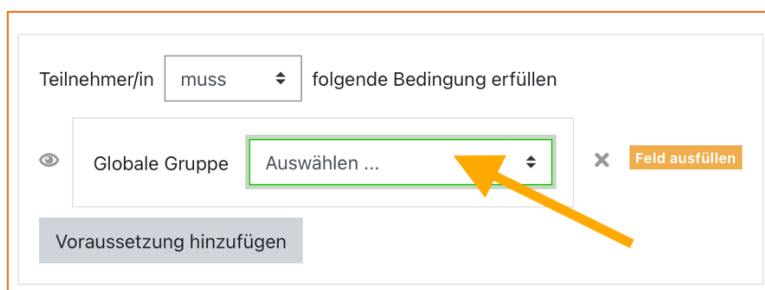 Teilnehmer/in muss folgende Bedingung erfüllen
Globale Gruppe Auswählen ... Feld ausfüllen
Voraussetzung hinzufügen